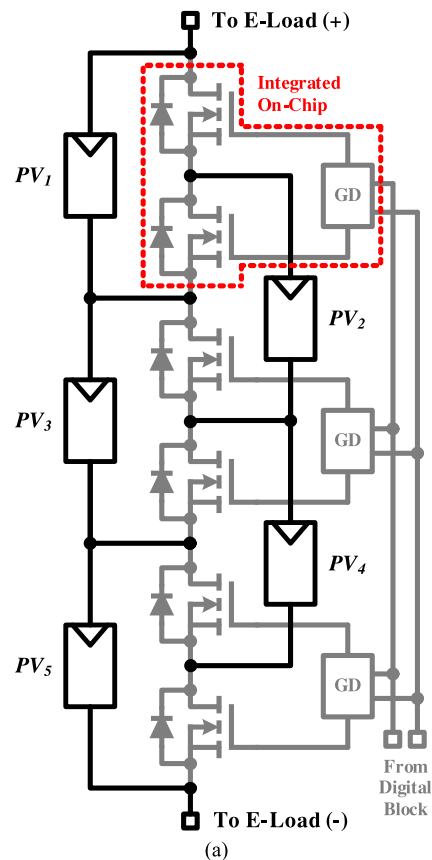 To E-Load (+)
Integrated
On-Chip
PV1
GD
PV2
PV3
GD
PV4
PV5
GD
From
Digital
Block
To E-Load (-)
(a)